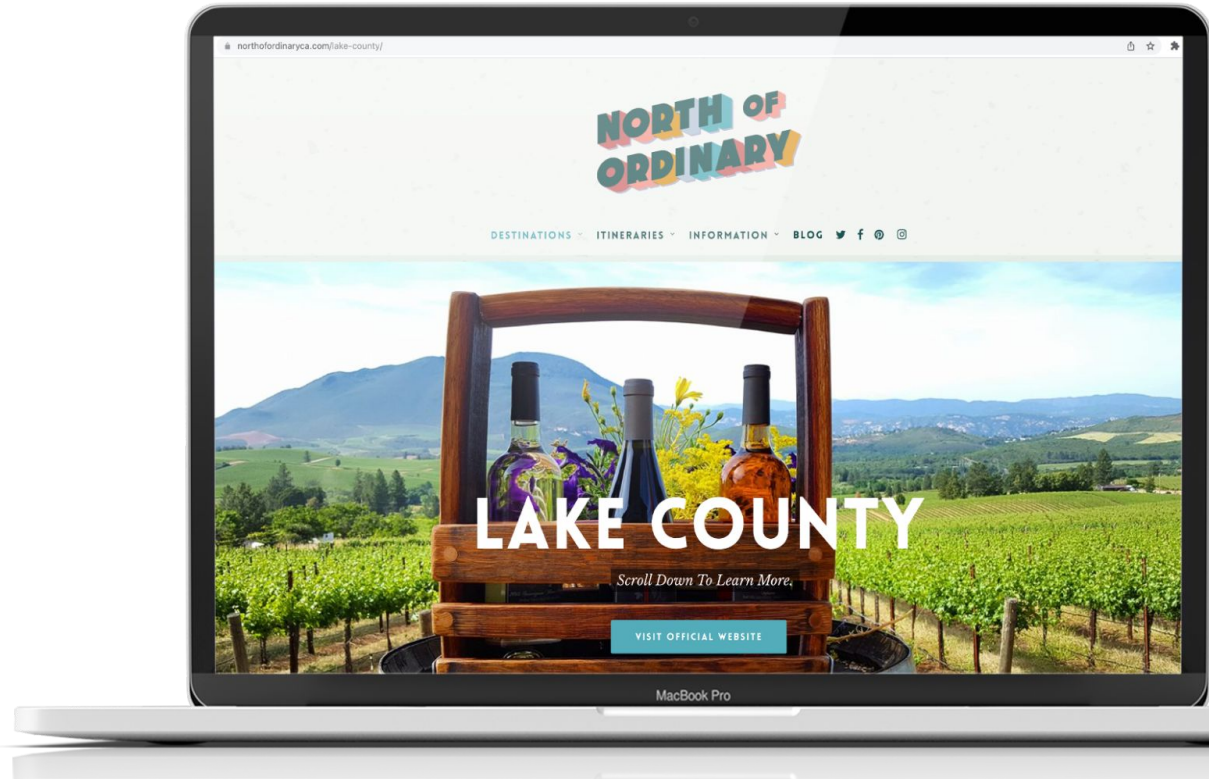 northofordinaryca.com/lake-county/
NORTH OF
ORDINARY
DESTINATIONS ITINERARIES INFORMATION BLOG
LAKE COUNTY
Scroll Down To Learn More.
VISIT OFFICIAL WEBSITE
MacBook Pro